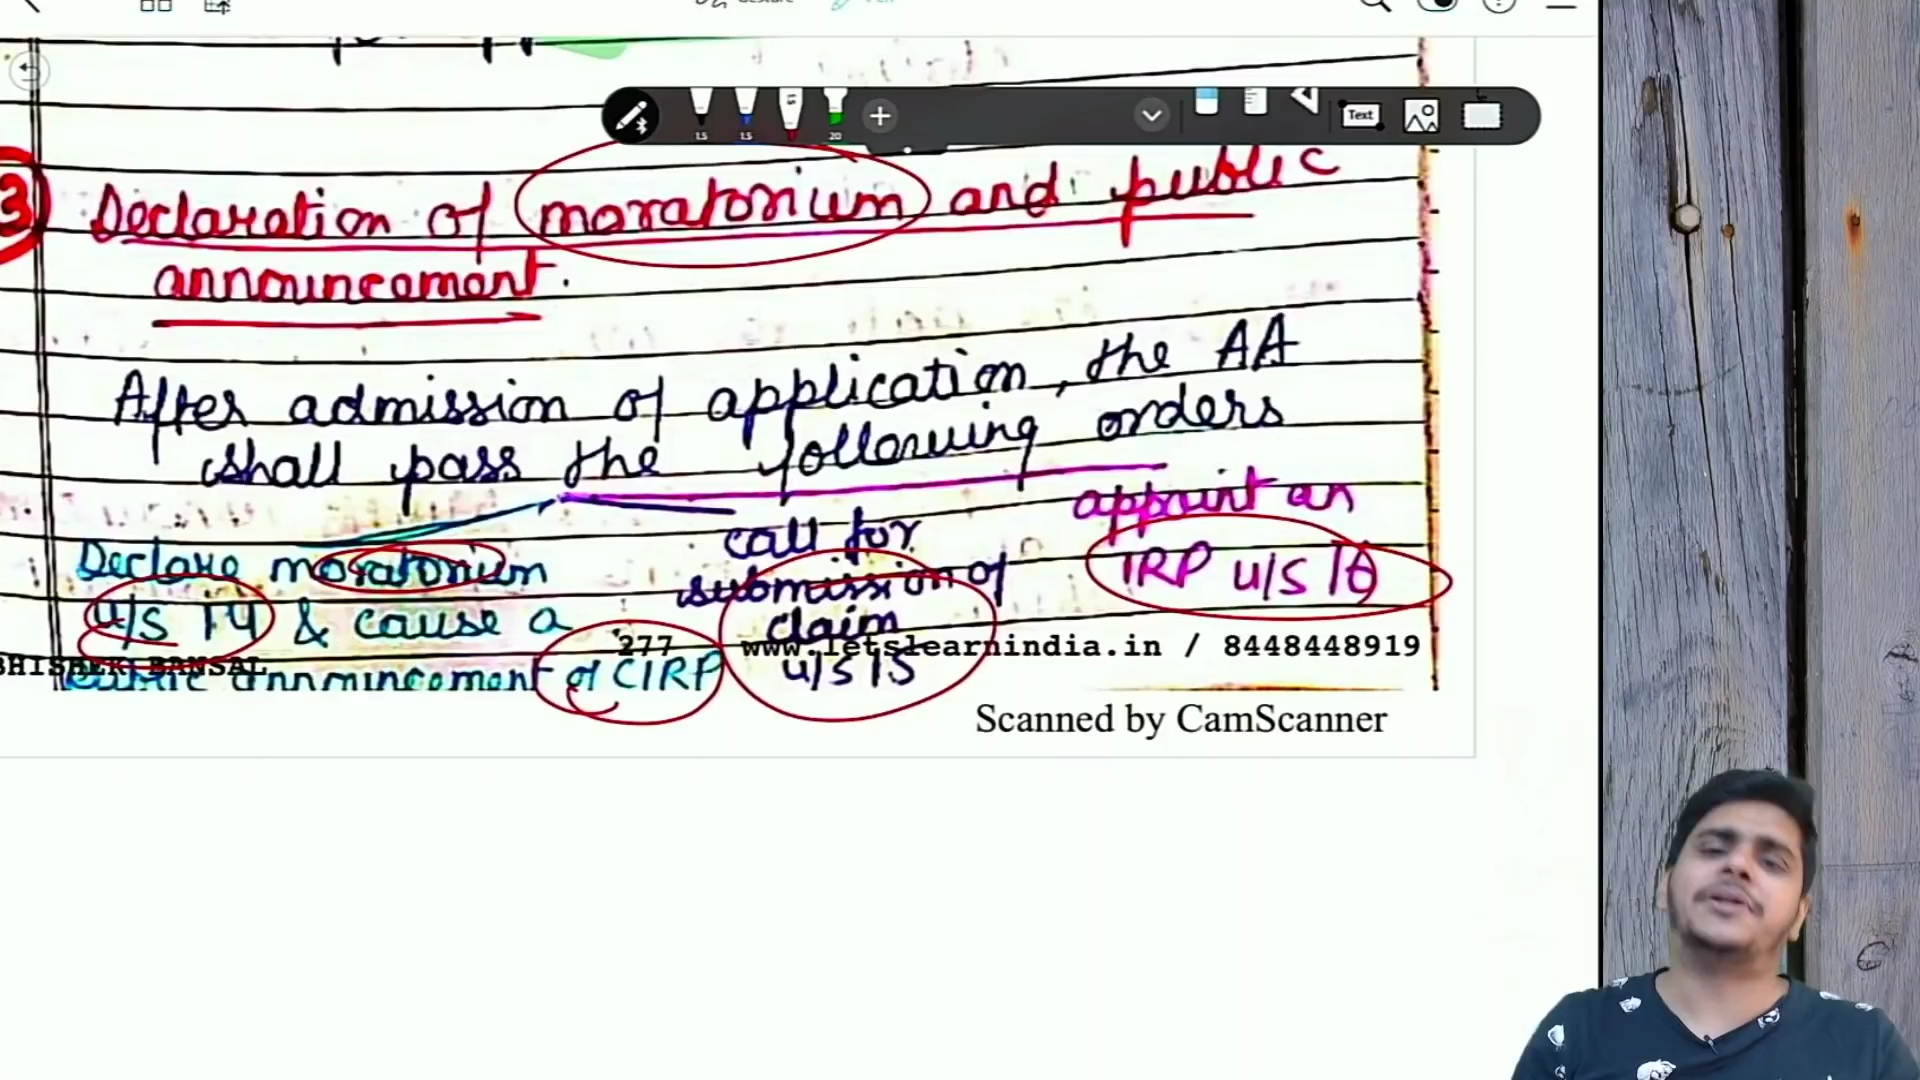 Text
3 Declaration of moratorium and public
announcement.
After admission of application, the AA
shall pass the following orders
Declare moratorium
u/s 14 & cause a
announcement of CIRP
call for
submission of
claim
u/s 15
appoint an
IRP u/s 16
277 www.letslearnindia.in / 8448448919
BANSAL
Scanned by CamScanner